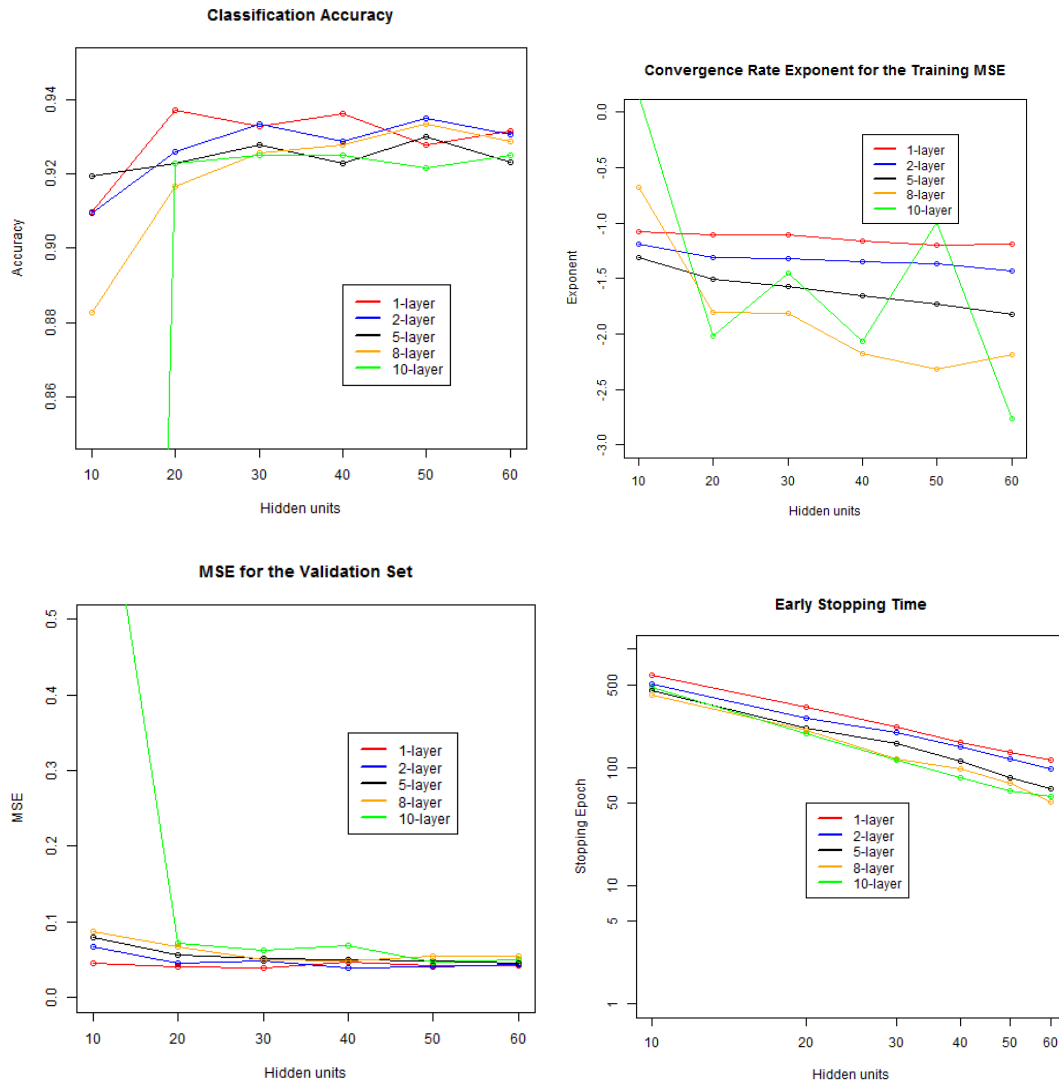 Classification Accuracy
0.94
0.92
0.90
0.88
0.86
Accuracy
1-layer
2-layer
5-layer
8-layer
10-layer
10 20 30 40 50 60
Hidden units
Convergence Rate Exponent for the Training MSE
0.0
-0.5
-1.0
-1.5
-2.0
-2.5
-3.0
Exponent
1-layer
2-layer
5-layer
8-layer
10-layer
10 20 30 40 50 60
Hidden units
MSE for the Validation Set
0.5
0.4
0.3
0.2
0.1
0.0
MSE
1-layer
2-layer
5-layer
8-layer
10-layer
10 20 30 40 50 60
Hidden units
Early Stopping Time
500
100
50
10
5
1
Stopping Epoch
1-layer
2-layer
5-layer
8-layer
10-layer
10 20 30 40 50 60
Hidden units